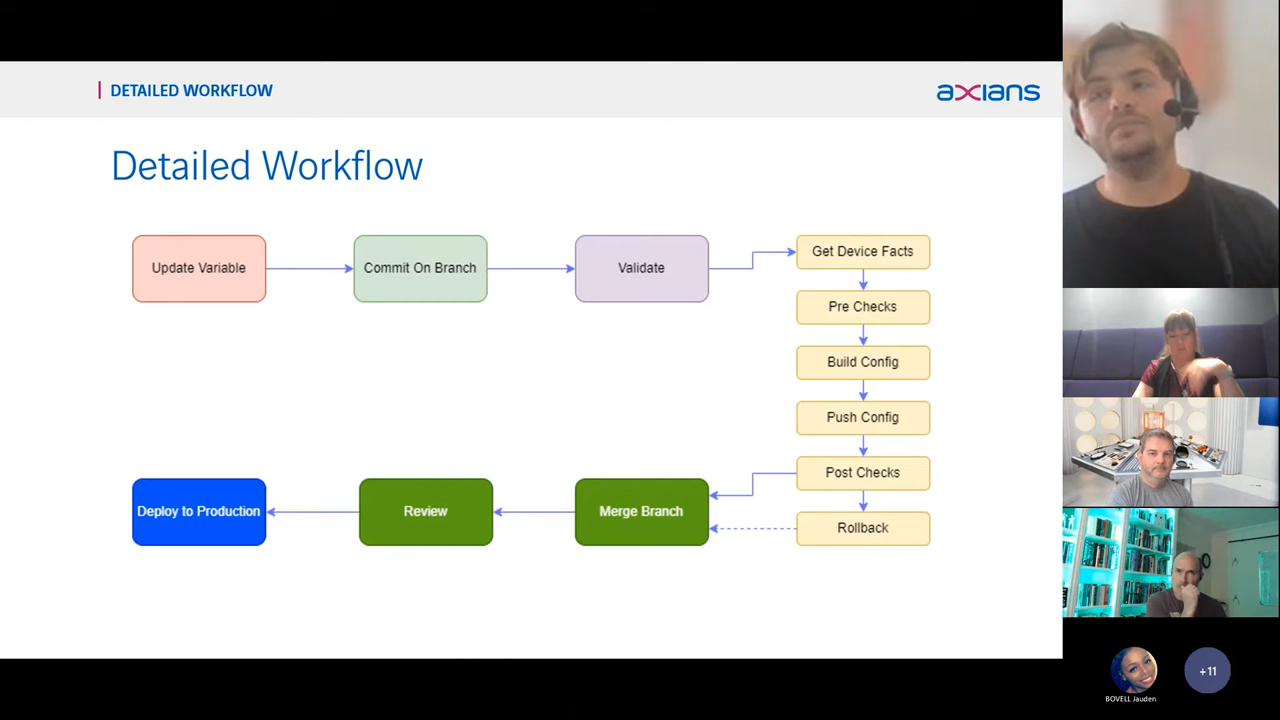 DETAILED WORKFLOW
axians
Detailed Workflow
Update Variable
Commit On Branch
Validate
Get Device Facts
Pre Checks
Build Config
Push Config
Post Checks
Rollback
Merge Branch
Review
Deploy to Production
BOVELL Jauden
+11